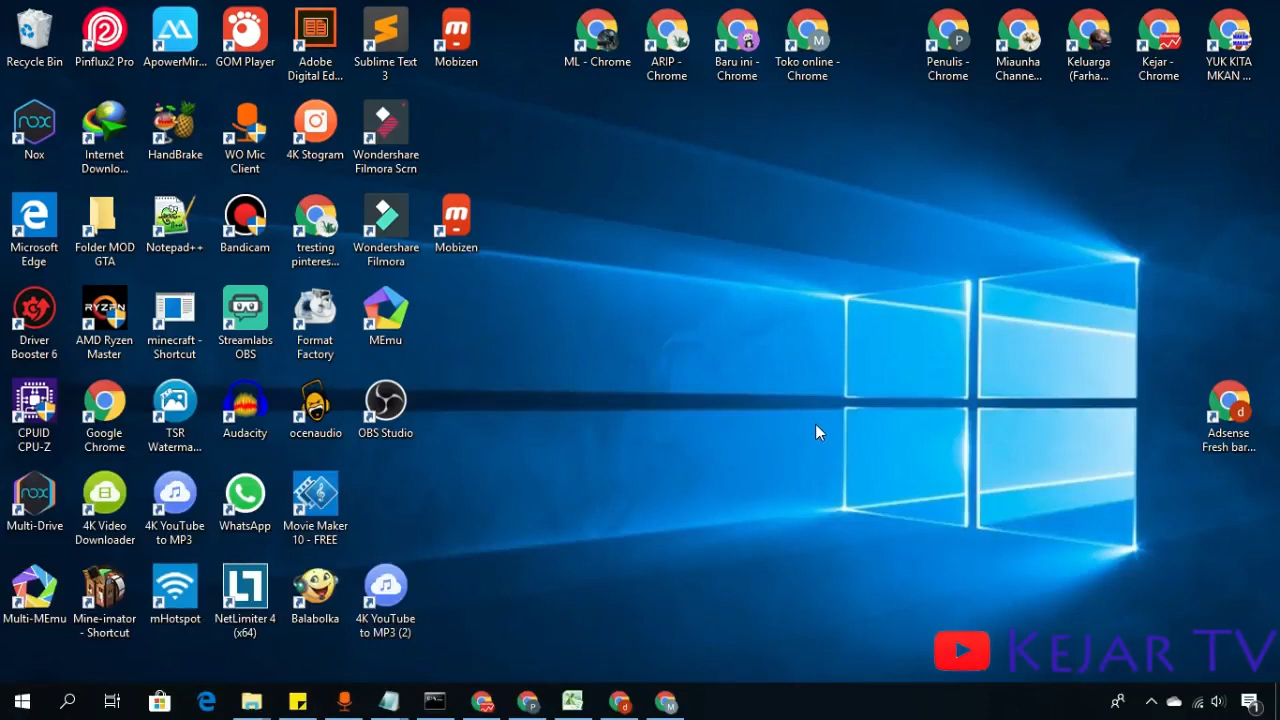 Recycle Bin
Pinflux2 Pro
ApowerMir...
GOM Player
Adobe
Digital Ed...
Sublime Text
3
Mobizen
ML - Chrome
ARIP -
Chrome
Baru ini -
Chrome
Toko online -
Chrome
Penulis -
Chrome
Miaunha
Channe...
Keluarga
(Farha...
Kejar -
Chrome
YUK KITA
MKAN ...
Nox
Internet
Downlo...
HandBrake
WO Mic
Client
4K Stogram
Wondershare
Filmora Scrn
Microsoft
Edge
Folder MOD
GTA
Notepad++
Bandicam
tresting
pinteres...
Wondershare
Filmora
Mobizen
Driver
Booster 6
AMD Ryzen
Master
minecraft -
Shortcut
Streamlabs
OBS
Format
Factory
MEmu
CPUID
CPU-Z
Google
Chrome
TSR
Waterma...
Audacity
ocenaudio
OBS Studio
Adsense
Fresh bar...
Multi-Drive
4K Video
Downloader
4K YouTube
to MP3
WhatsApp
Movie Maker
10 - FREE
Multi-MEmu
Mine-imator
- Shortcut
mHotspot
NetLimiter 4
(x64)
Balabolka
4K YouTube
to MP3 (2)
Kejar TV